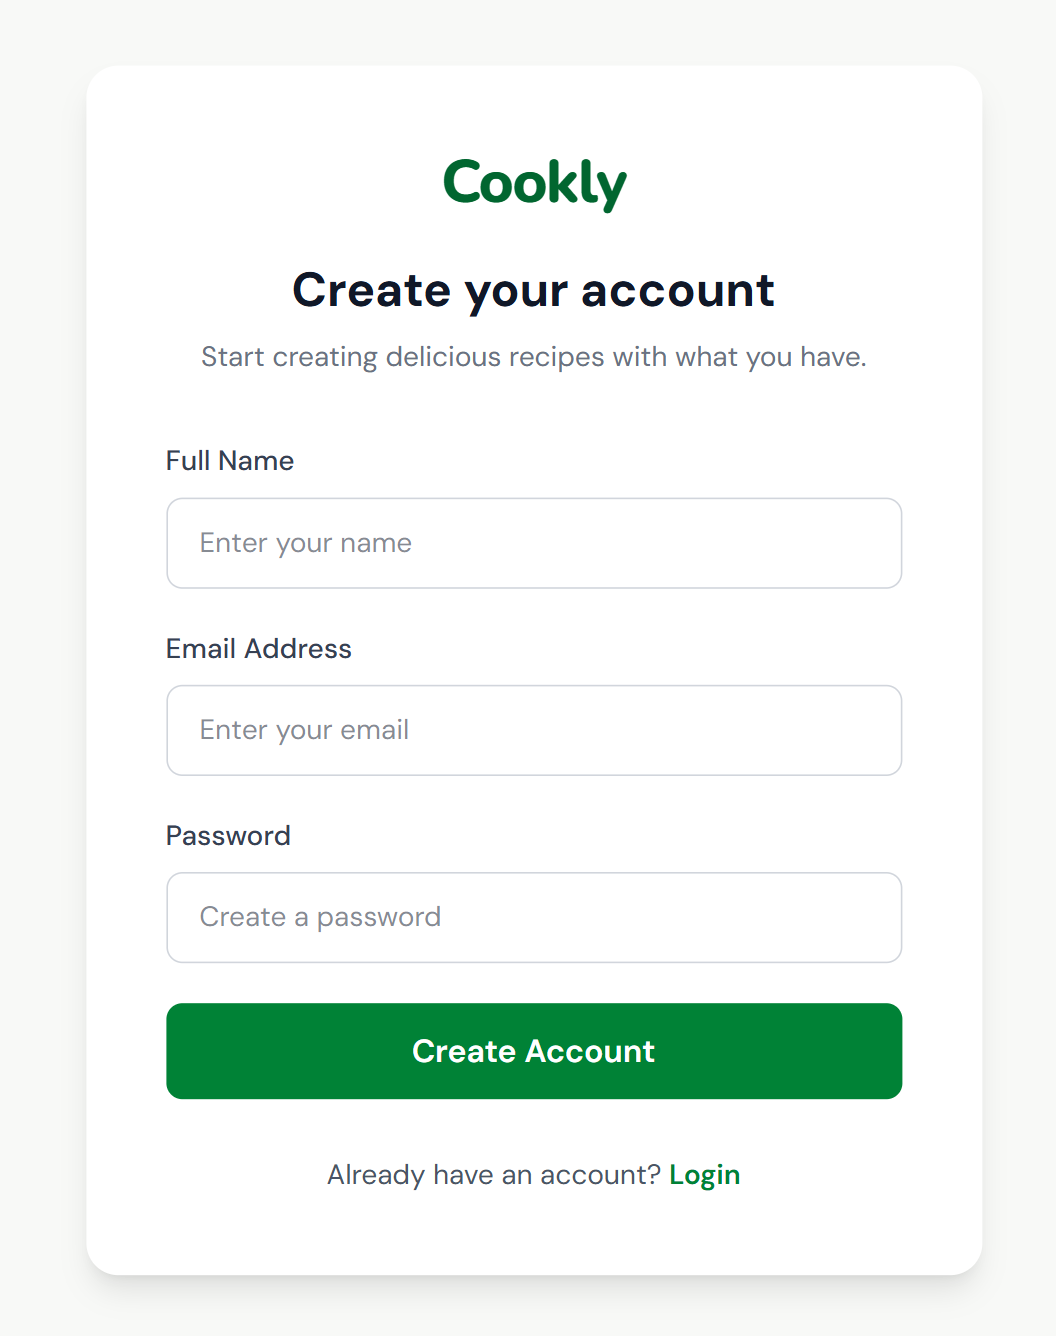 Cookly
Create your account
Start creating delicious recipes with what you have.
Full Name
Enter your name
Email Address
Enter your email
Password
Create a password
Create Account
Already have an account? Login